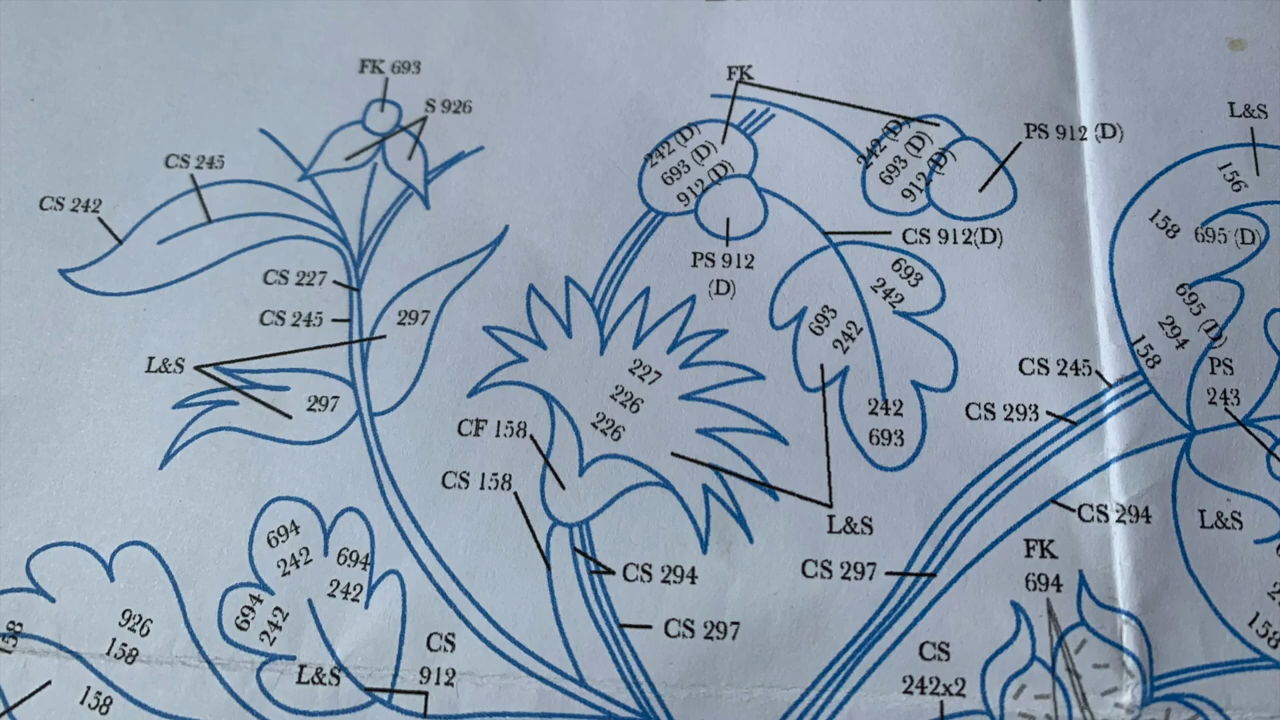 FK 693
FK
S 926
CS 245
CS 242
242 (D)
693 (D)
912 (D)
242 (D)
693 (D)
912 (D)
PS 912 (D)
L&S
156
158
695 (D)
CS 912(D)
PS 912
(D)
CS 227
CS 245
297
L&S
297
693
242
693
242
242
693
695 (D)
294
158
PS
243
CS 245
CS 293
227
226
226
CF 158
CS 158
L&S
CS 294
L&S
CS 297
FK
694
694
242
694
242
694
242
CS 294
CS 297
926
158
158
158
L&S
CS
912
CS
242x2
158